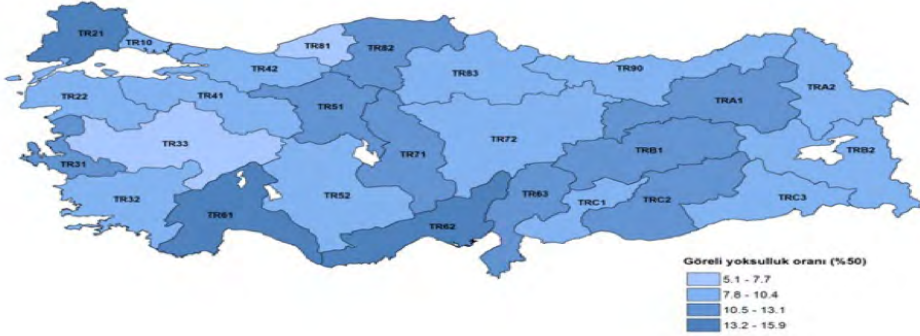 TR21
TR10
TR81
TR82
TR42
TR83
TR90
TR22
TR41
TR51
TRA1
TRA2
TR33
TR72
TR31
TR71
TRB1
TRB2
TR32
TR52
TR63
TRC1
TRC2
TRC3
TR61
TR62
Göreli yoksulluk oranı (%50)
5.1 - 7.7
7.8 - 10.4
10.5 - 13.1
13.2 - 15.9